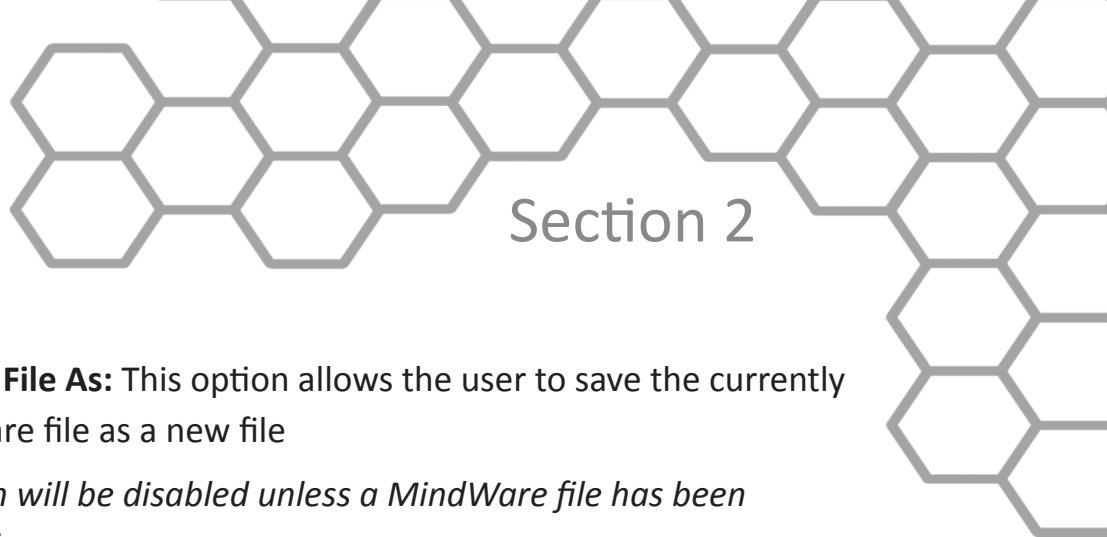 Section 2
File As: This option allows the user to save the currently
re file as a new file
will be disabled unless a MindWare file has been